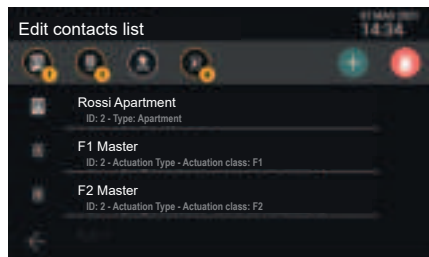 Edit contacts list
14:34
Rossi Apartment
ID: 2 - Type: Apartment
F1 Master
ID: 2 - Actuation Type - Actuation class: F1
F2 Master
ID: 2 - Actuation Type - Actuation class: F2